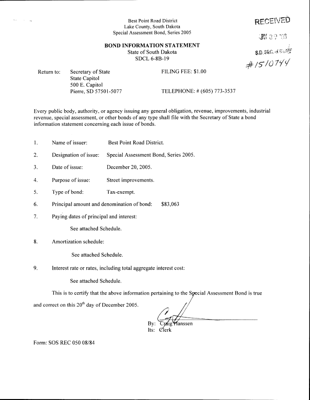 Best Point Road District
Lake County, South Dakota
Special Assessment Bond, Series 2005
RECEIVED
BOND INFORMATION STATEMENT
State of South Dakota
SDCL 6-8B-19
S.D. SEC. OF STATE
#1510744
Return to: Secretary of State FILING FEE: $1.00
State Capitol
500 E. Capitol
Pierre, SD 57501-5077 TELEPHONE: # (605) 773-3537
Every public body, authority, or agency issuing any general obligation, revenue, improvements, industrial
revenue, special assessment, or other bonds of any type shall file with the Secretary of State a bond
information statement concerning each issue of bonds.
1. Name of issuer: Best Point Road District.
2. Designation of issue: Special Assessment Bond, Series 2005.
3. Date of issue: December 20, 2005.
4. Purpose of issue: Street improvements.
5. Type of bond: Tax-exempt.
6. Principal amount and denomination of bond: $83,063
7. Paying dates of principal and interest:
See attached Schedule.
8. Amortization schedule:
See attached Schedule.
9. Interest rate or rates, including total aggregate interest cost:
See attached Schedule.
This is to certify that the above information pertaining to the Special Assessment Bond is true
and correct on this 20th day of December 2005.
By: Craig Hanssen
Its: Clerk
Form: SOS REC 050 08/84